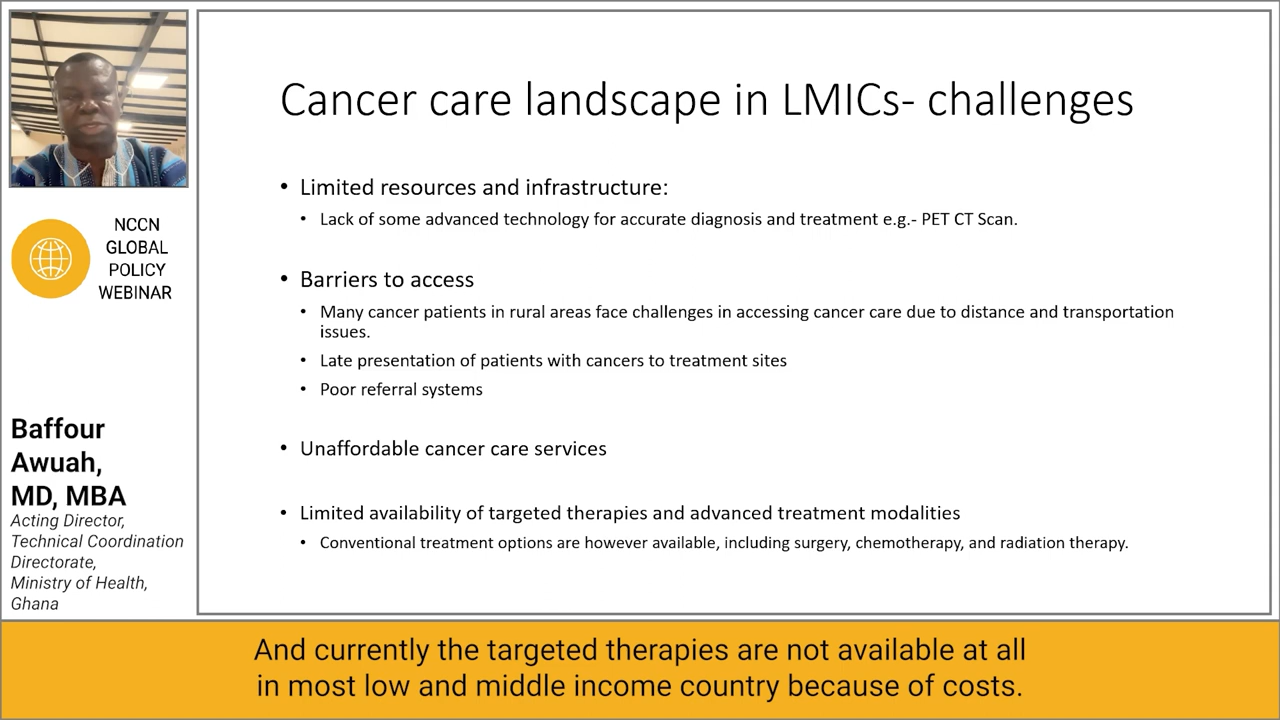 Cancer care landscape in LMICs- challenges
• Limited resources and infrastructure:
• Lack of some advanced technology for accurate diagnosis and treatment e.g.- PET CT Scan.
• Barriers to access
• Many cancer patients in rural areas face challenges in accessing cancer care due to distance and transportation
issues.
• Late presentation of patients with cancers to treatment sites
• Poor referral systems
• Unaffordable cancer care services
• Limited availability of targeted therapies and advanced treatment modalities
• Conventional treatment options are however available, including surgery, chemotherapy, and radiation therapy.
NCCN
GLOBAL
POLICY
WEBINAR
Baffour
Awuah,
MD, MBA
Acting Director,
Technical Coordination
Directorate,
Ministry of Health,
Ghana
And currently the targeted therapies are not available at all
in most low and middle income country because of costs.